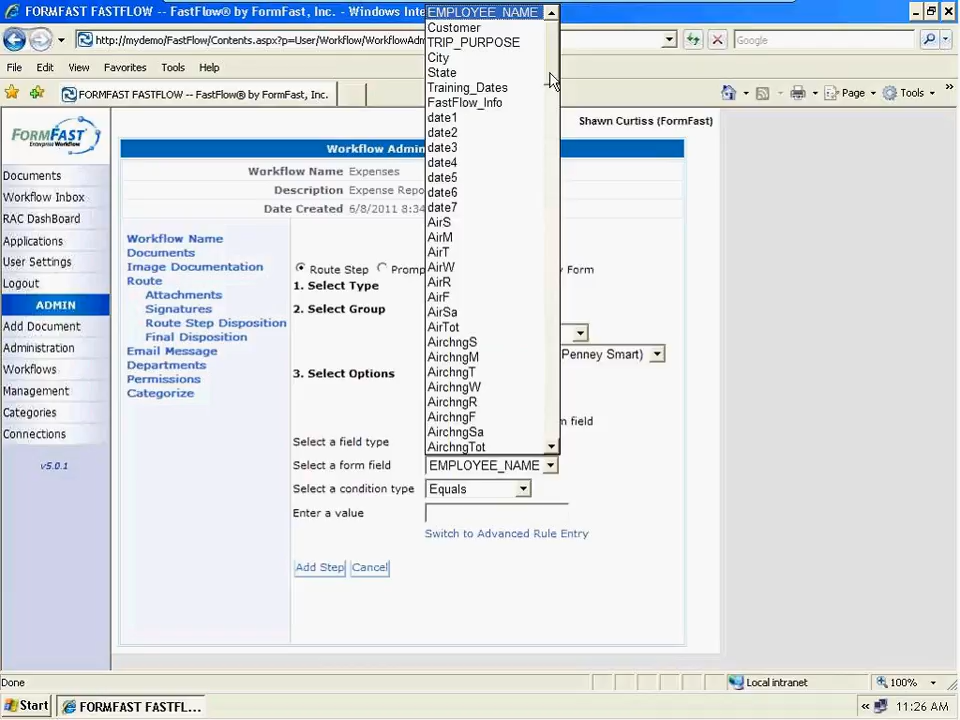 FORMFAST FASTFLOW -- FastFlow® by FormFast, Inc. - Windows Inte
http://mydemo/FastFlow/Contents.aspx?p=User/Workflow/WorkflowAdm
Google
File Edit View Favorites Tools Help
FORMFAST FASTFLOW -- FastFlow® by FormFast, Inc.
Page Tools »
FORMFAST
Enterprise Workflow
Shawn Curtiss (FormFast)
Workflow Admin
Workflow Name Expenses
Description Expense Repo
Date Created 6/8/2011 8:34
Documents
Workflow Inbox
RAC DashBoard
Applications
User Settings
Logout
ADMIN
Add Document
Administration
Workflows
Management
Categories
Connections
v5.0.1
Workflow Name
Documents
Image Documentation
Route
Attachments
Signatures
Route Step Disposition
Final Disposition
Email Message
Departments
Permissions
Categorize
Route Step Promp y Form
1. Select Type
2. Select Group
Penney Smart)
3. Select Options
m field
Select a field type
Select a form field EMPLOYEE_NAME
Select a condition type Equals
Enter a value
Switch to Advanced Rule Entry
Add Step Cancel
EMPLOYEE_NAME
Customer
TRIP_PURPOSE
City
State
Training_Dates
FastFlow_Info
date1
date2
date3
date4
date5
date6
date7
AirS
AirM
AirT
AirW
AirR
AirF
AirSa
AirTot
AirchngS
AirchngM
AirchngT
AirchngW
AirchngR
AirchngF
AirchngSa
AirchngTot
Done Local intranet 100%
Start FORMFAST FASTFL... « 11:26 AM